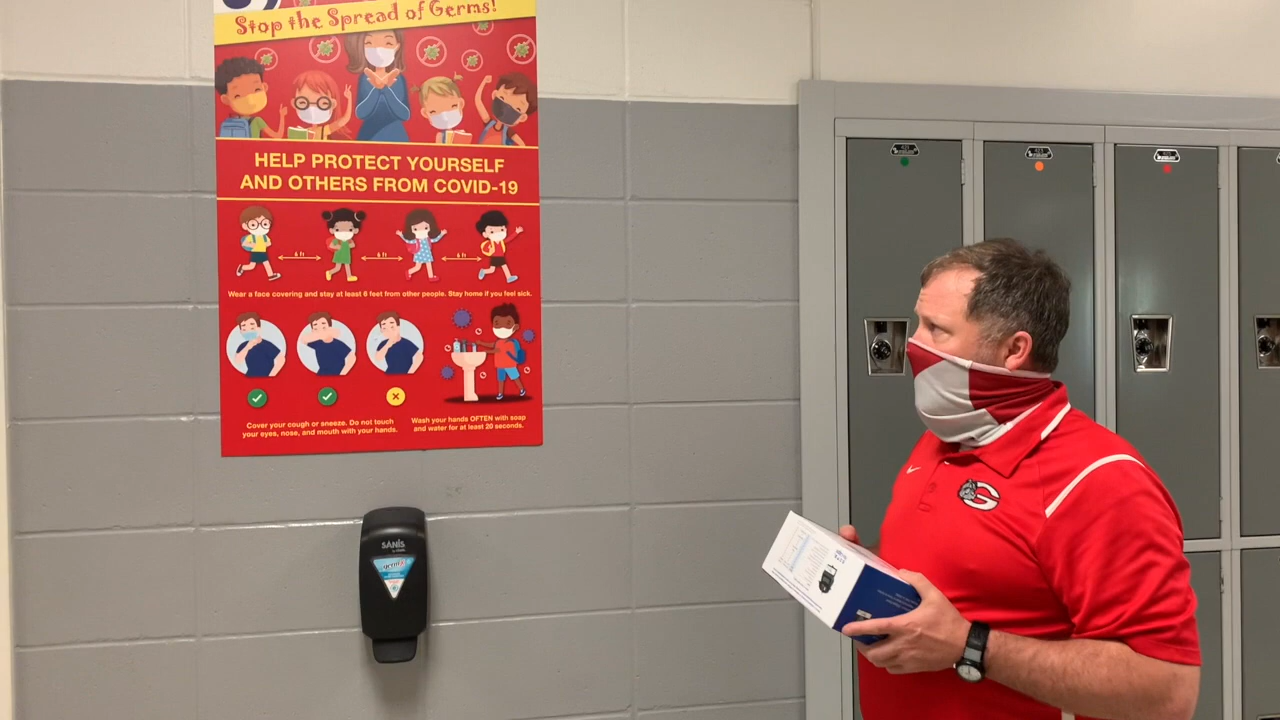 Stop the Spread of Germs!
HELP PROTECT YOURSELF
AND OTHERS FROM COVID-19
6 ft
6 ft
6 ft
Wear a face covering and stay at least 6 feet from other people. Stay home if you feel sick.
Cover your cough or sneeze. Do not touch
your eyes, nose, and mouth with your hands.
Wash your hands OFTEN with soap
and water for at least 20 seconds.
SANIS
G